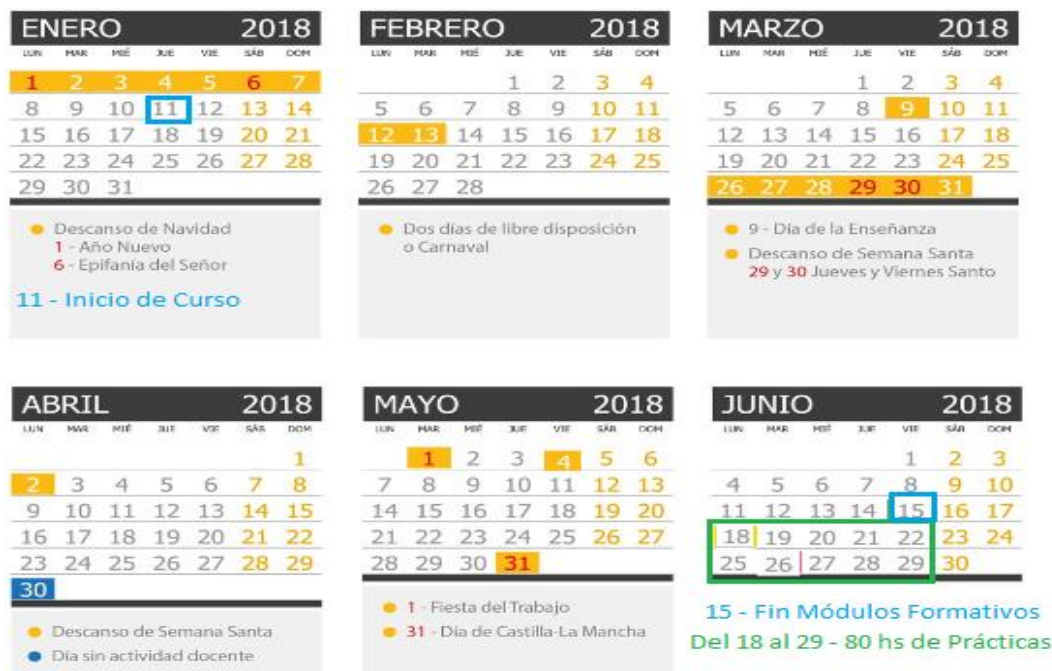 ENERO 2018
LUN MAR MIÉ JUE VIE SÁB DOM
1 2 3 4 5 6 7
8 9 10 11 12 13 14
15 16 17 18 19 20 21
22 23 24 25 26 27 28
29 30 31
Descanso de Navidad
1 - Año Nuevo
6 - Epifanía del Señor
11 - Inicio de Curso
FEBRERO 2018
LUN MAR MIÉ JUE VIE SÁB DOM
1 2 3 4
5 6 7 8 9 10 11
12 13 14 15 16 17 18
19 20 21 22 23 24 25
26 27 28
Dos días de libre disposición
o Carnaval
MARZO 2018
LUN MAR MIÉ JUE VIE SÁB DOM
1 2 3 4
5 6 7 8 9 10 11
12 13 14 15 16 17 18
19 20 21 22 23 24 25
26 27 28 29 30 31
9 - Día de la Enseñanza
Descanso de Semana Santa
29 y 30 Jueves y Viernes Santo
ABRIL 2018
LUN MAR MIÉ JUE VIE SÁB DOM
1
2 3 4 5 6 7 8
9 10 11 12 13 14 15
16 17 18 19 20 21 22
23 24 25 26 27 28 29
30
Descanso de Semana Santa
Día sin actividad docente
MAYO 2018
LUN MAR MIÉ JUE VIE SÁB DOM
1 2 3 4 5 6
7 8 9 10 11 12 13
14 15 16 17 18 19 20
21 22 23 24 25 26 27
28 29 30 31
1 - Fiesta del Trabajo
31 - Día de Castilla-La Mancha
JUNIO 2018
LUN MAR MIÉ JUE VIE SÁB DOM
1 2 3
4 5 6 7 8 9 10
11 12 13 14 15 16 17
18 19 20 21 22 23 24
25 26 27 28 29 30
15 - Fin Módulos Formativos
Del 18 al 29 - 80 hs de Prácticas